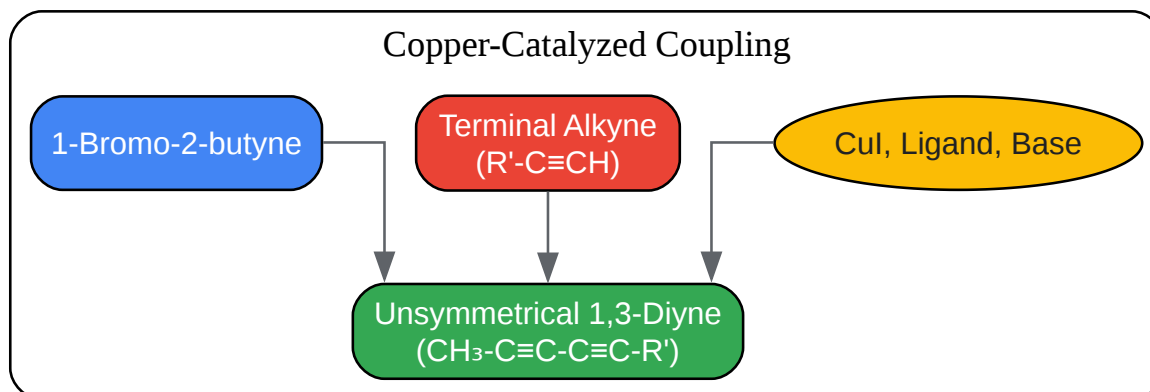 Copper-Catalyzed Coupling
1-Bromo-2-butyne
Terminal Alkyne
(R'-C≡CH)
CuI, Ligand, Base
Unsymmetrical 1,3-Diyne
(CH₃-C≡C-C≡C-R')